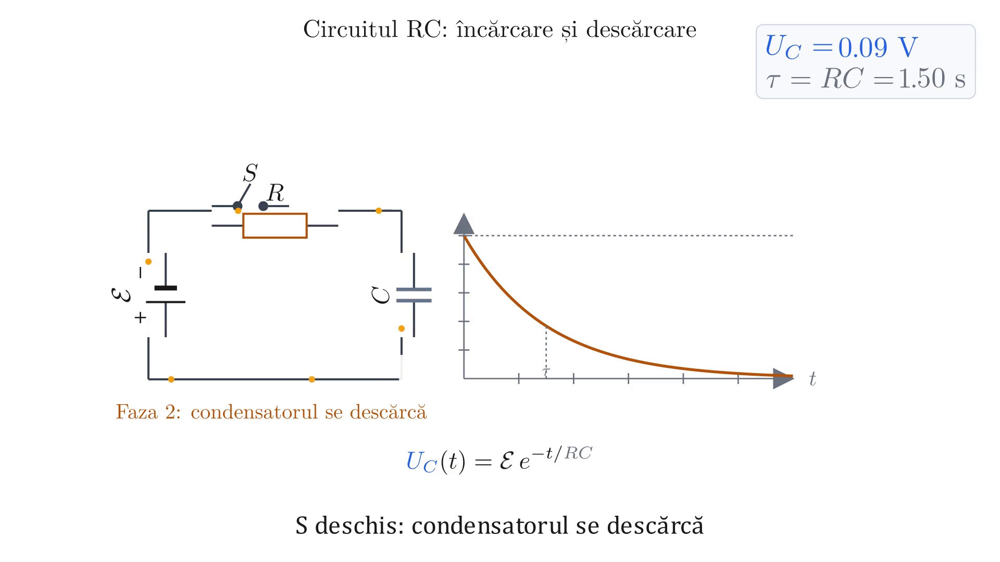 Circuitul RC: încărcare și descărcare
U_C = 0.09 V
τ = RC = 1.50 s
S
R
−
ℰ
+
C
τ
t
Faza 2: condensatorul se descărcă
U_C(t) = ℰ e^{−t/RC}
S deschis: condensatorul se descărcă